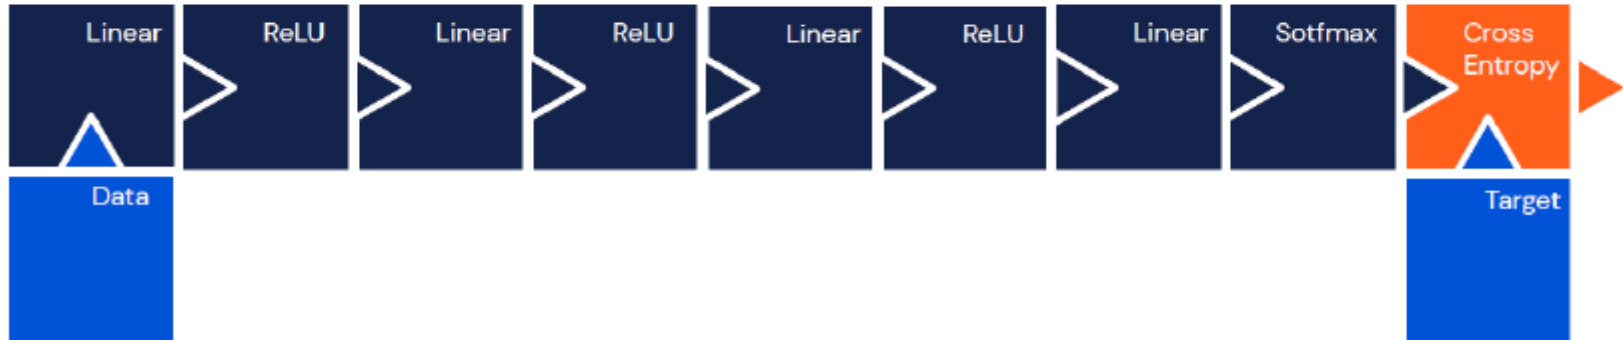 Linear
ReLU
Linear
ReLU
Linear
ReLU
Linear
Sotfmax
Cross
Entropy
Data
Target